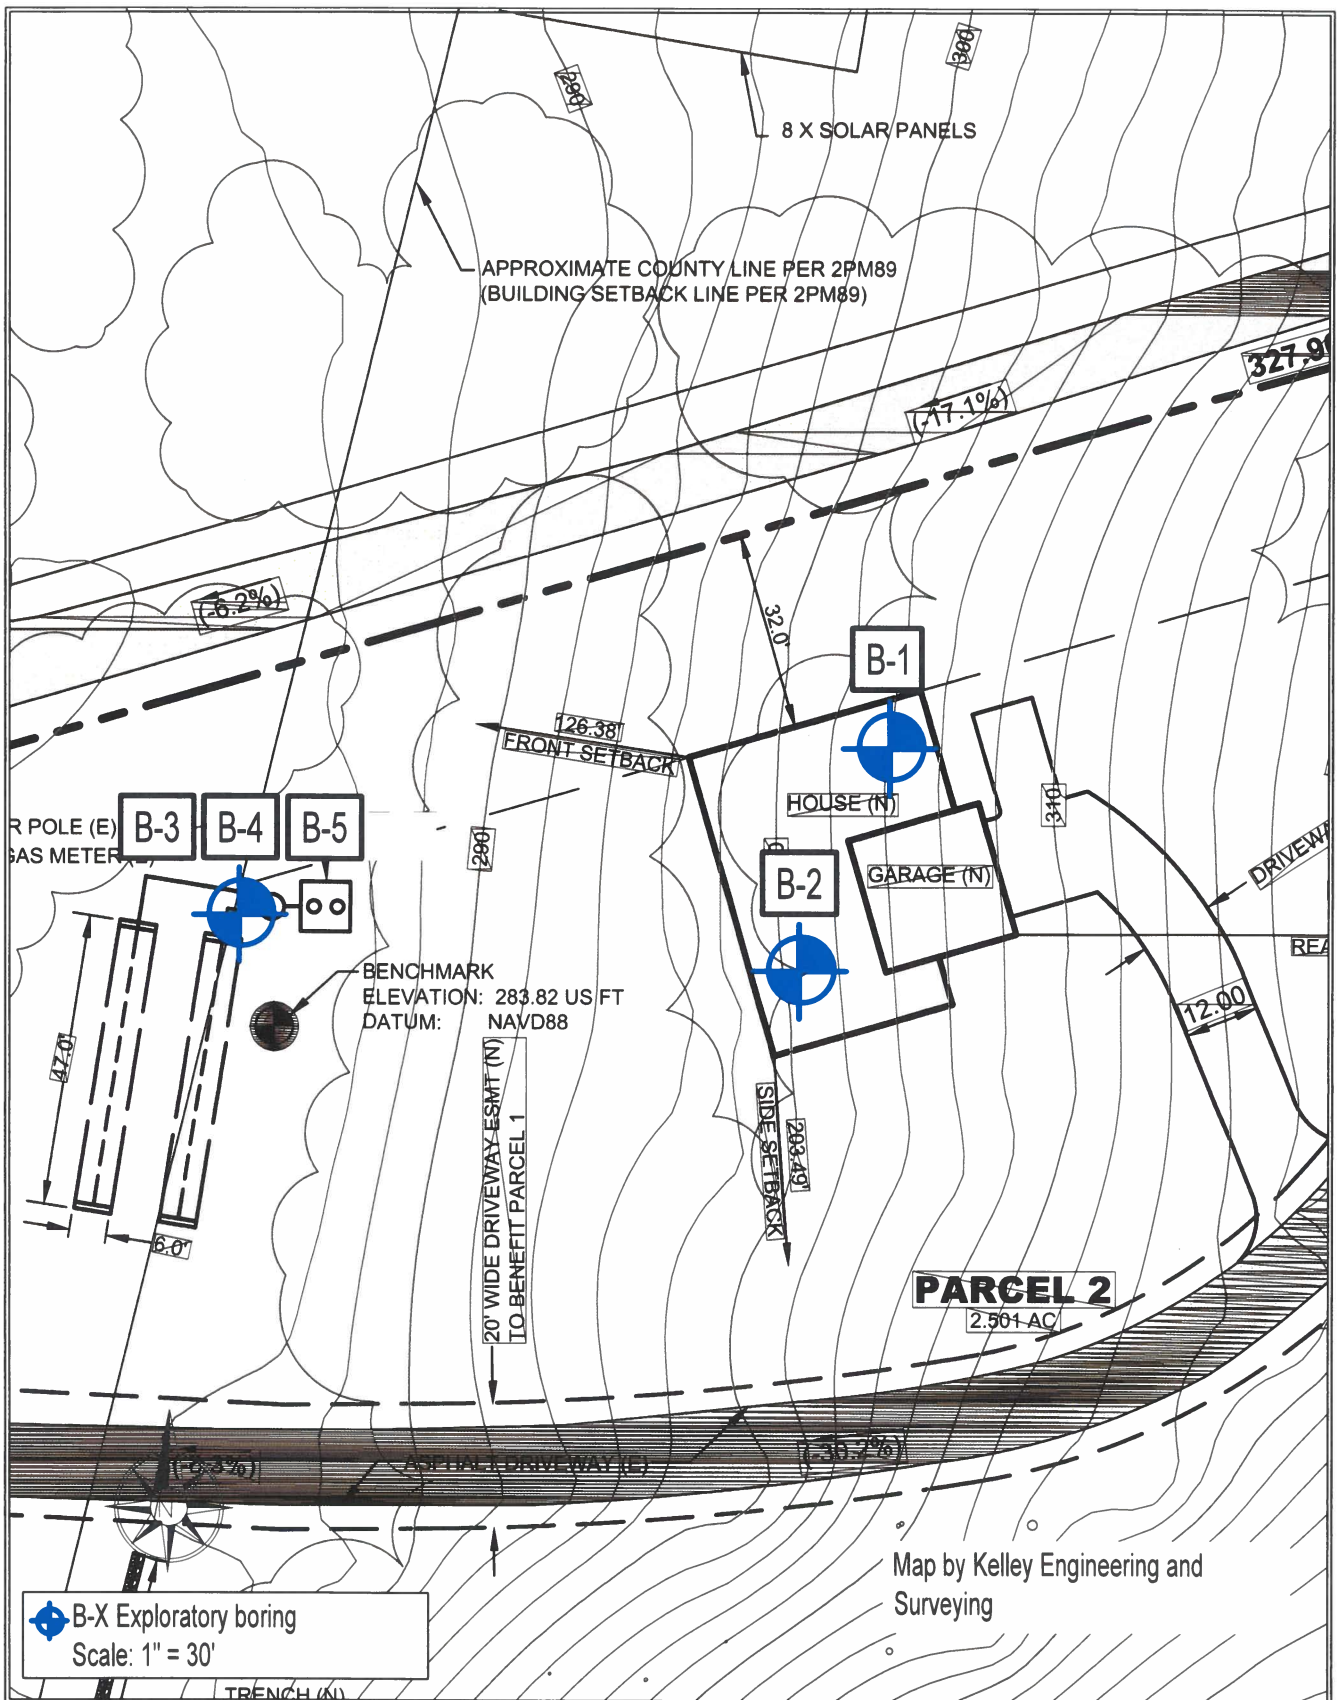 300
290
8 X SOLAR PANELS
APPROXIMATE COUNTY LINE PER 2PM89
(BUILDING SETBACK LINE PER 2PM89)
327.9
(-17.1%)
(-6.2%)
32.0'
B-1
126.38'
FRONT SETBACK
HOUSE (N)
310
R POLE (E)
GAS METER
B-3
B-4
B-5
290
B-2
GARAGE (N)
DRIVEWA
REA
BENCHMARK
ELEVATION: 283.82 US FT
DATUM: NAVD88
12.00
47.0'
6.0'
20' WIDE DRIVEWAY ESMT (N)
TO BENEFIT PARCEL 1
SIDE SETBACK
203.49'
PARCEL 2
2.501 AC
ASPHALT DRIVEWAY (E)
(-30.2%)
N
Map by Kelley Engineering and
Surveying
B-X Exploratory boring
Scale: 1" = 30'
TRENCH (N)